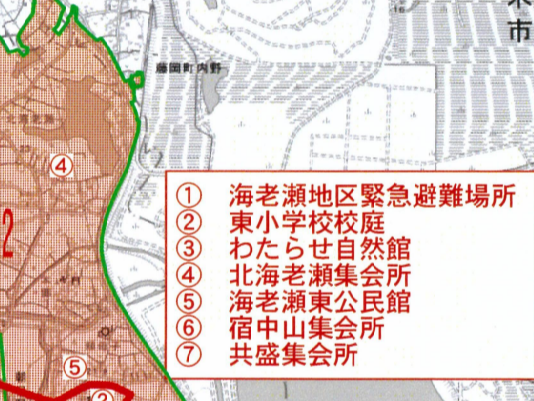 市
16
藤岡町内野
④
2
① 海老瀬地区緊急避難場所
② 東小学校校庭
③ わたらせ自然館
④ 北海老瀬集会所
⑤ 海老瀬東公民館
⑥ 宿中山集会所
⑦ 共盛集会所
⑤
②